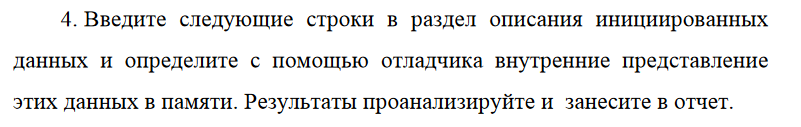 4. Введите следующие строки в раздел описания инициированных
данных и определите с помощью отладчика внутренние представление
этих данных в памяти. Результаты проанализируйте и  занесите в отчет.